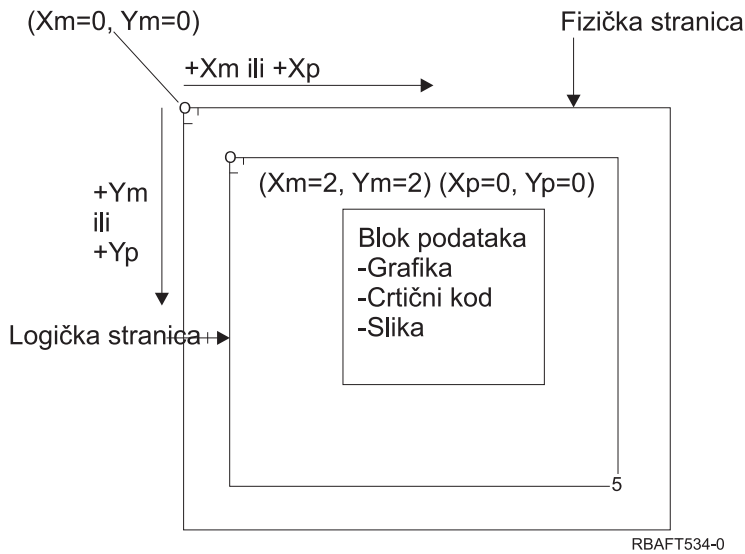 (Xm=0, Ym=0)
Fizička stranica
+Xm ili +Xp
+Ym
ili
+Yp
(Xm=2, Ym=2) (Xp=0, Yp=0)
Blok podataka
-Grafika
-Crtični kod
-Slika
Logička stranica
5
RBAFT534-0